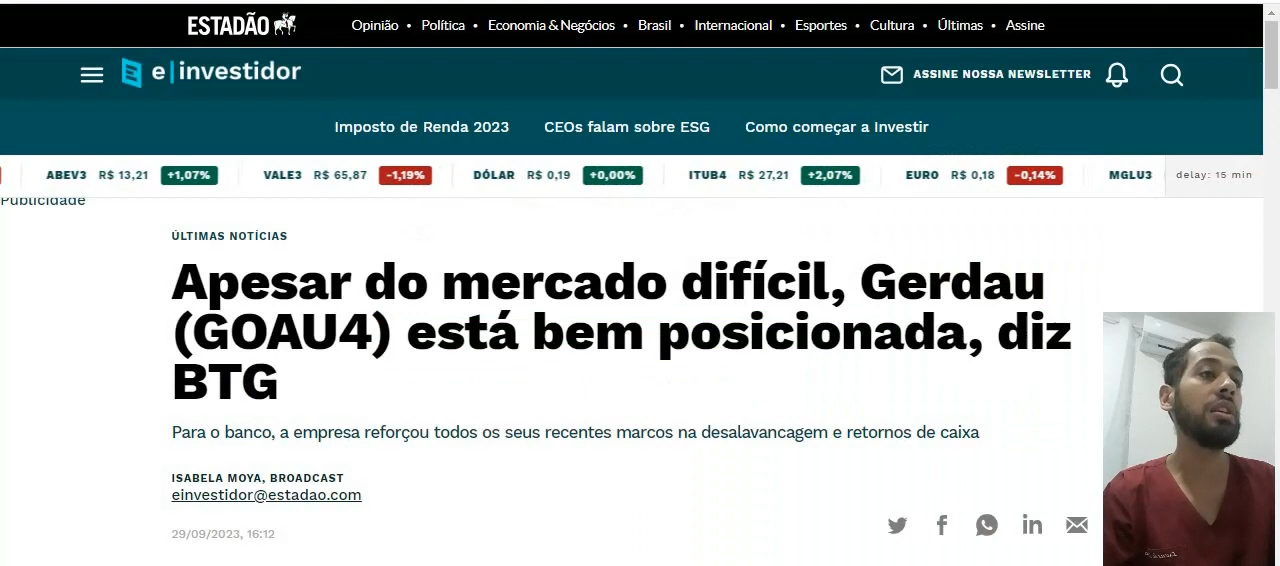 ESTADÃO
Opinião • Política • Economia & Negócios • Brasil • Internacional • Esportes • Cultura • Últimas • Assine
e|investidor
ASSINE NOSSA NEWSLETTER
Imposto de Renda 2023 CEOs falam sobre ESG Como começar a Investir
ABEV3 R$ 13,21 +1,07% VALE3 R$ 65,87 -1,19% DÓLAR R$ 0,19 +0,00% ITUB4 R$ 27,21 +2,07% EURO R$ 0,18 -0,14% MGLU3 delay: 15 min
Publicidade
ÚLTIMAS NOTÍCIAS
Apesar do mercado difícil, Gerdau
(GOAU4) está bem posicionada, diz
BTG
Para o banco, a empresa reforçou todos os seus recentes marcos na desalavancagem e retornos de caixa
ISABELA MOYA, BROADCAST
einvestidor@estadao.com
29/09/2023, 16:12